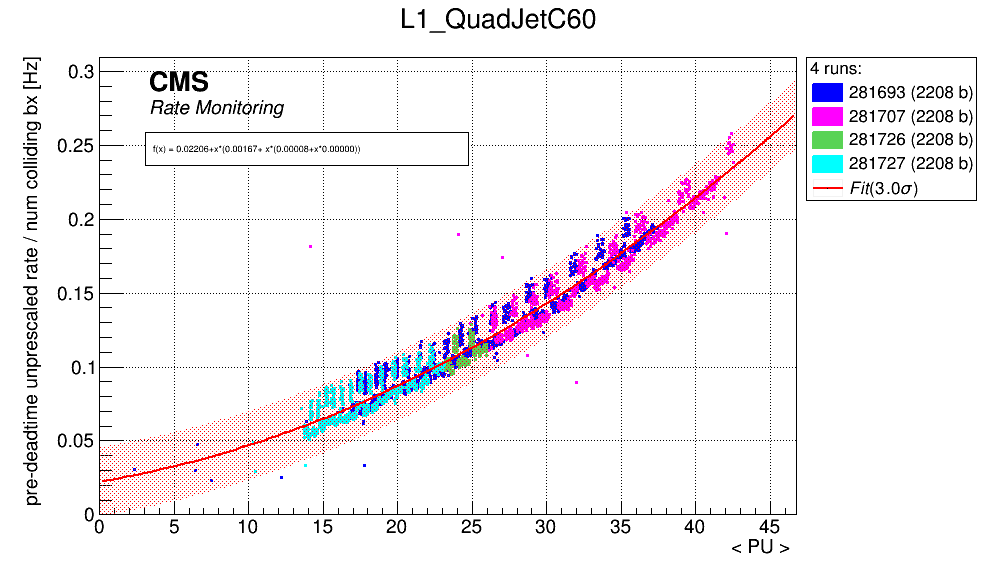 L1_QuadJetC60
pre-deadtime unprescaled rate / num colliding bx [Hz]
0.3
0.25
0.2
0.15
0.1
0.05
0
CMS
Rate Monitoring
f(x) = 0.02206+x*(0.00167+ x*(0.00008+x*0.00000))
0 5 10 15 20 25 30 35 40 45
< PU >
4 runs:
281693 (2208 b)
281707 (2208 b)
281726 (2208 b)
281727 (2208 b)
Fit(3.0σ)